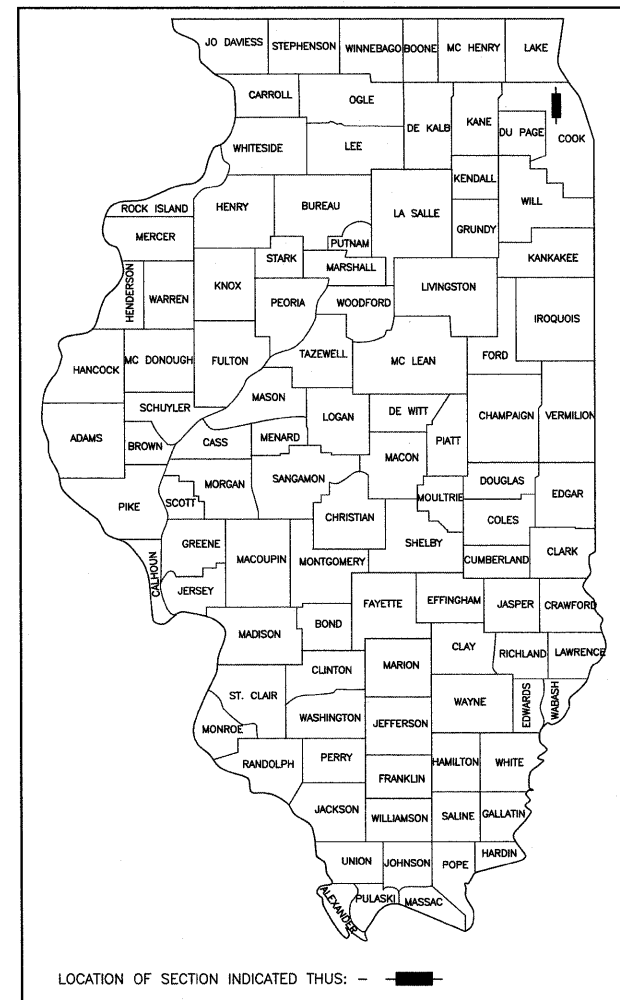 JO DAVIESS STEPHENSON WINNEBAGO BOONE MC HENRY LAKE
CARROLL OGLE DE KALB KANE DU PAGE COOK
WHITESIDE LEE
KENDALL
ROCK ISLAND HENRY BUREAU LA SALLE GRUNDY WILL
MERCER PUTNAM
STARK MARSHALL KANKAKEE
HENDERSON WARREN KNOX PEORIA WOODFORD LIVINGSTON
IROQUOIS
HANCOCK MC DONOUGH FULTON TAZEWELL MC LEAN FORD
SCHUYLER MASON
ADAMS BROWN CASS MENARD LOGAN DE WITT PIATT CHAMPAIGN VERMILION
MACON
PIKE SCOTT MORGAN SANGAMON MOULTRIE DOUGLAS EDGAR
CHRISTIAN COLES
CALHOUN GREENE MACOUPIN MONTGOMERY SHELBY CUMBERLAND CLARK
JERSEY
MADISON BOND FAYETTE EFFINGHAM JASPER CRAWFORD
CLINTON MARION CLAY RICHLAND LAWRENCE
ST. CLAIR WASHINGTON JEFFERSON WAYNE EDWARDS WABASH
MONROE
RANDOLPH PERRY FRANKLIN HAMILTON WHITE
JACKSON WILLIAMSON SALINE GALLATIN
UNION JOHNSON POPE HARDIN
ALEXANDER PULASKI MASSAC
LOCATION OF SECTION INDICATED THUS: -